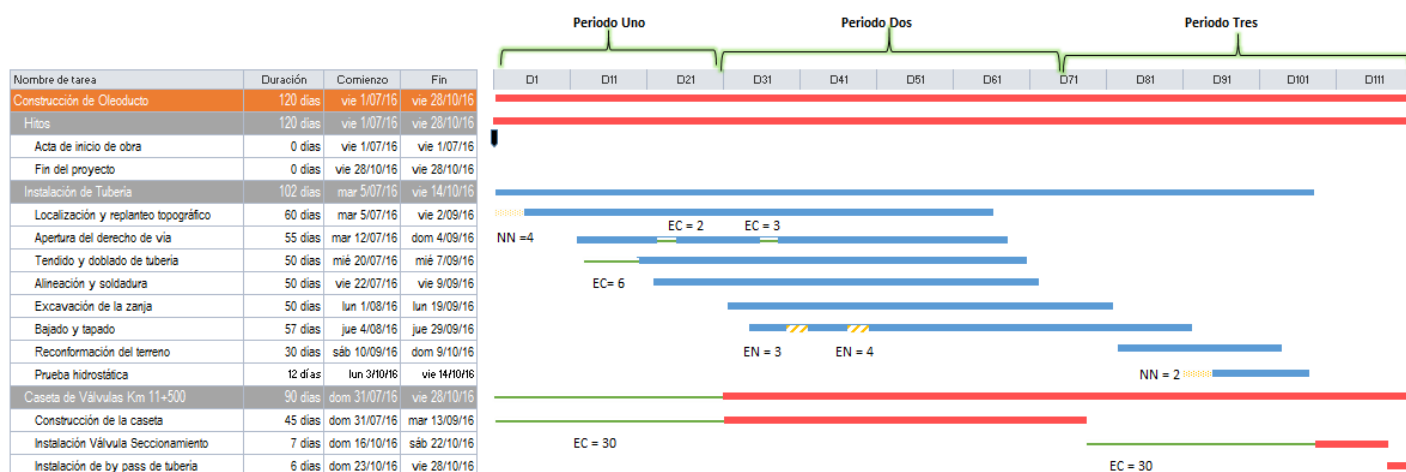 Periodo Uno Periodo Dos Periodo Tres
Nombre de tarea Duración Comienzo Fin D1 D11 D21 D31 D41 D51 D61 D71 D81 D91 D101 D111
Construcción de Oleoducto 120 días vie 1/07/16 vie 28/10/16
Hitos 120 días vie 1/07/16 vie 28/10/16
Acta de inicio de obra 0 días vie 1/07/16 vie 1/07/16
Fin del proyecto 0 días vie 28/10/16 vie 28/10/16
Instalación de Tubería 102 días mar 5/07/16 vie 14/10/16
Localización y replanteo topográfico 60 días mar 5/07/16 vie 2/09/16
EC = 2 EC = 3
Apertura del derecho de vía 55 días mar 12/07/16 dom 4/09/16 NN =4
Tendido y doblado de tubería 50 días mié 20/07/16 mié 7/09/16
Alineación y soldadura 50 días vie 22/07/16 vie 9/09/16 EC= 6
Excavación de la zanja 50 días lun 1/08/16 lun 19/09/16
Bajado y tapado 57 días jue 4/08/16 jue 29/09/16
Reconformación del terreno 30 días sáb 10/09/16 dom 9/10/16 EN = 3 EN = 4
Prueba hidrostática 12 días lun 3/10/16 vie 14/10/16 NN = 2
Caseta de Válvulas Km 11+500 90 días dom 31/07/16 vie 28/10/16
Construcción de la caseta 45 días dom 31/07/16 mar 13/09/16
Instalación Válvula Seccionamiento 7 días dom 16/10/16 sáb 22/10/16 EC = 30
Instalación de by pass de tubería 6 días dom 23/10/16 vie 28/10/16 EC = 30